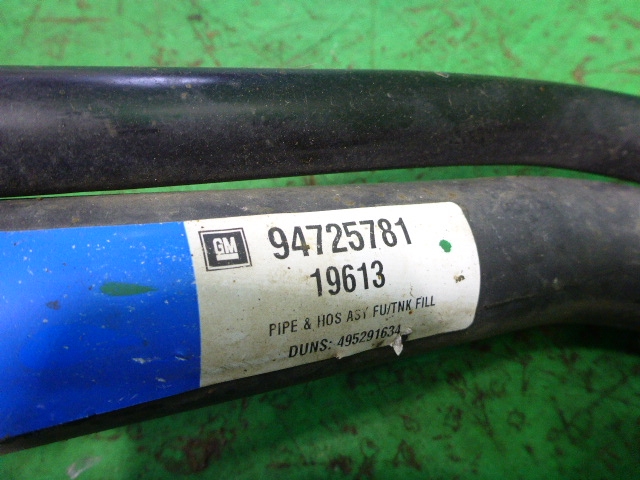 GM
94725781
19613
PIPE & HOS ASY FU/TNK FILL
DUNS: 495291634